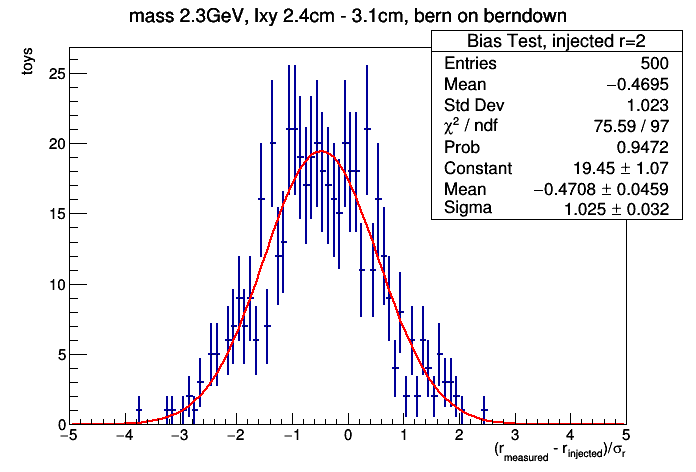 mass 2.3GeV, lxy 2.4cm - 3.1cm, bern on berndown
toys
Bias Test, injected r=2
Entries 500
Mean −0.4695
Std Dev 1.023
χ² / ndf 75.59 / 97
Prob 0.9472
Constant 19.45 ± 1.07
Mean −0.4708 ± 0.0459
Sigma 1.025 ± 0.032
25
20
15
10
5
0
−5 −4 −3 −2 −1 0 1 2 3 4 5
(r_measured - r_injected)/σ_r